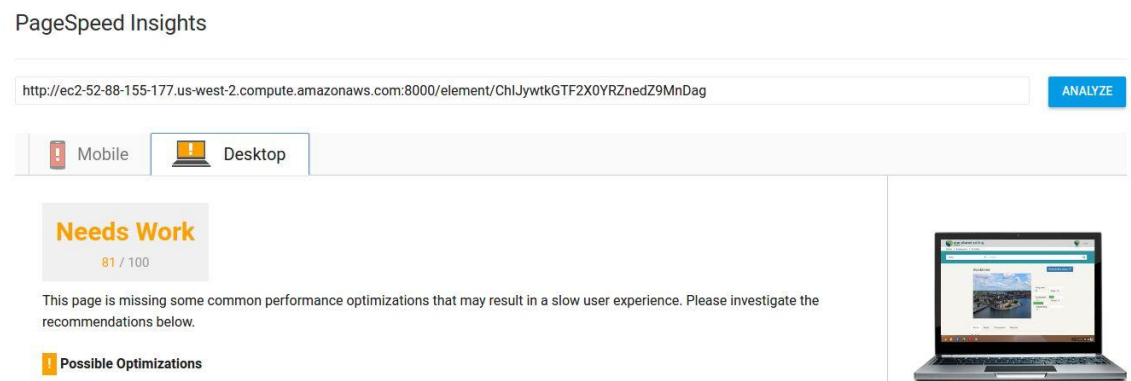 PageSpeed Insights
http://ec2-52-88-155-177.us-west-2.compute.amazonaws.com:8000/element/ChIJywtkGTF2X0YRZnedZ9MnDag
ANALYZE
Mobile
Desktop
Needs Work
81 / 100
This page is missing some common performance optimizations that may result in a slow user experience. Please investigate the
recommendations below.
! Possible Optimizations